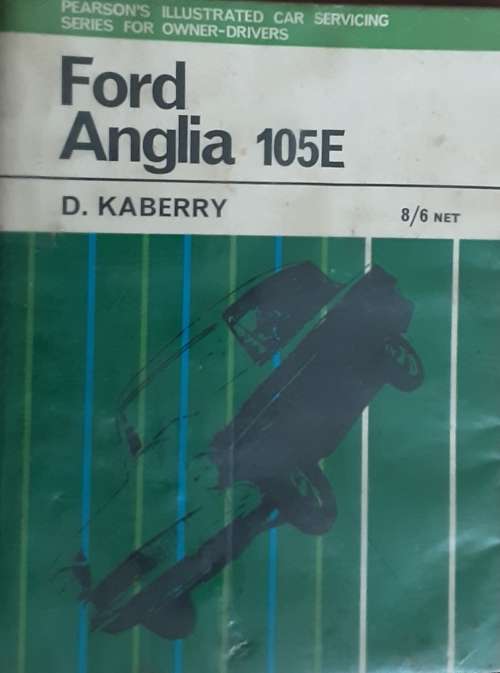 PEARSON'S ILLUSTRATED CAR SERVICING
SERIES FOR OWNER-DRIVERS
Ford
Anglia 105E
D. KABERRY
8/6 NET